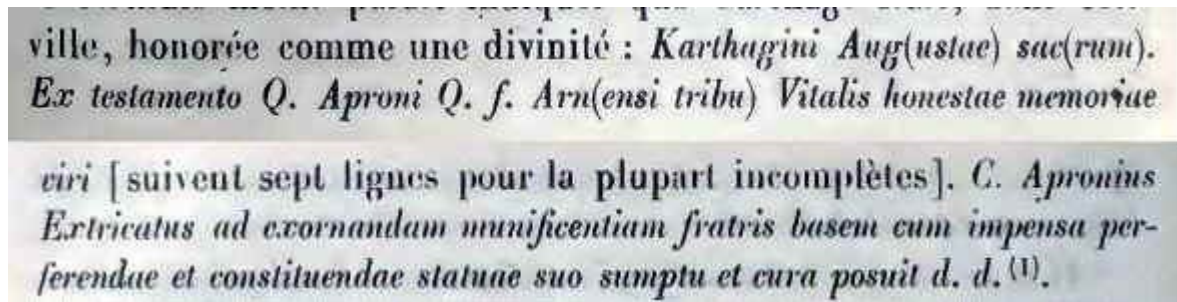 ville, honorée comme une divinité : Karthagini Aug(ustae) sac(rum).
Ex testamento Q. Aproni Q. f. Arn(ensi tribu) Vitalis honestae memoriae
viri [suivent sept lignes pour la plupart incomplètes]. C. Apronius
Extricatus ad exornandam munificentiam fratris basem cum impensa per-
ferendae et constituendae statuae suo sumptu et cura posuit d. d. (1).